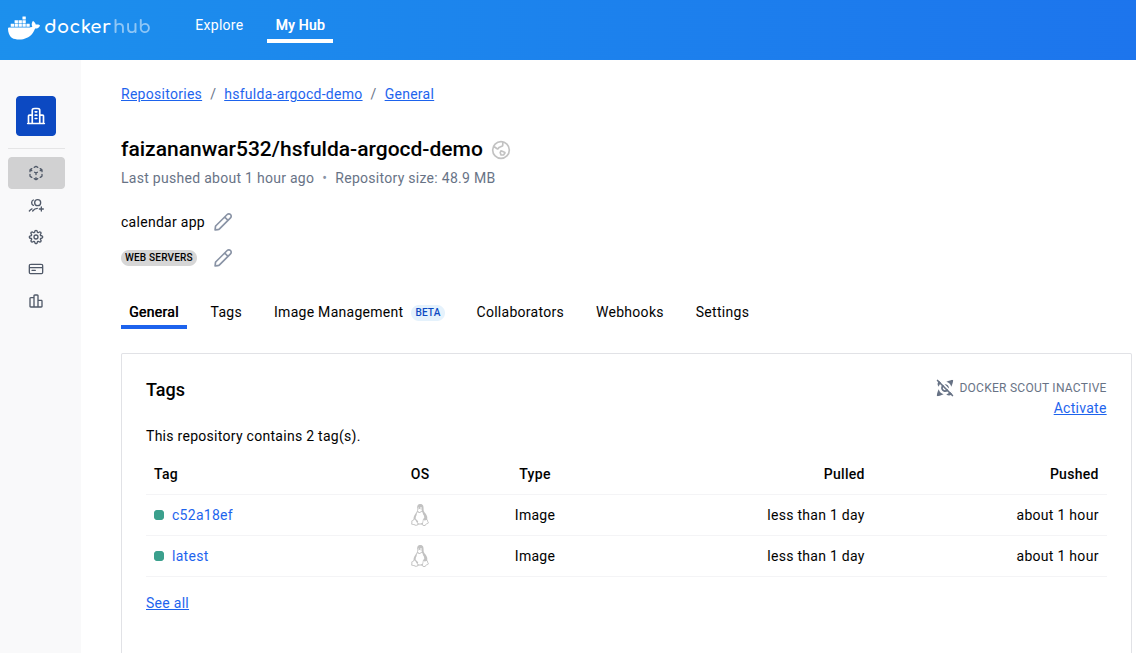 dockerhub Explore My Hub
Repositories / hsfulda-argocd-demo / General
faizananwar532/hsfulda-argocd-demo
Last pushed about 1 hour ago • Repository size: 48.9 MB
calendar app
WEB SERVERS
General Tags Image Management BETA Collaborators Webhooks Settings
Tags DOCKER SCOUT INACTIVE
Activate
This repository contains 2 tag(s).
Tag OS Type Pulled Pushed
c52a18ef Image less than 1 day about 1 hour
latest Image less than 1 day about 1 hour
See all